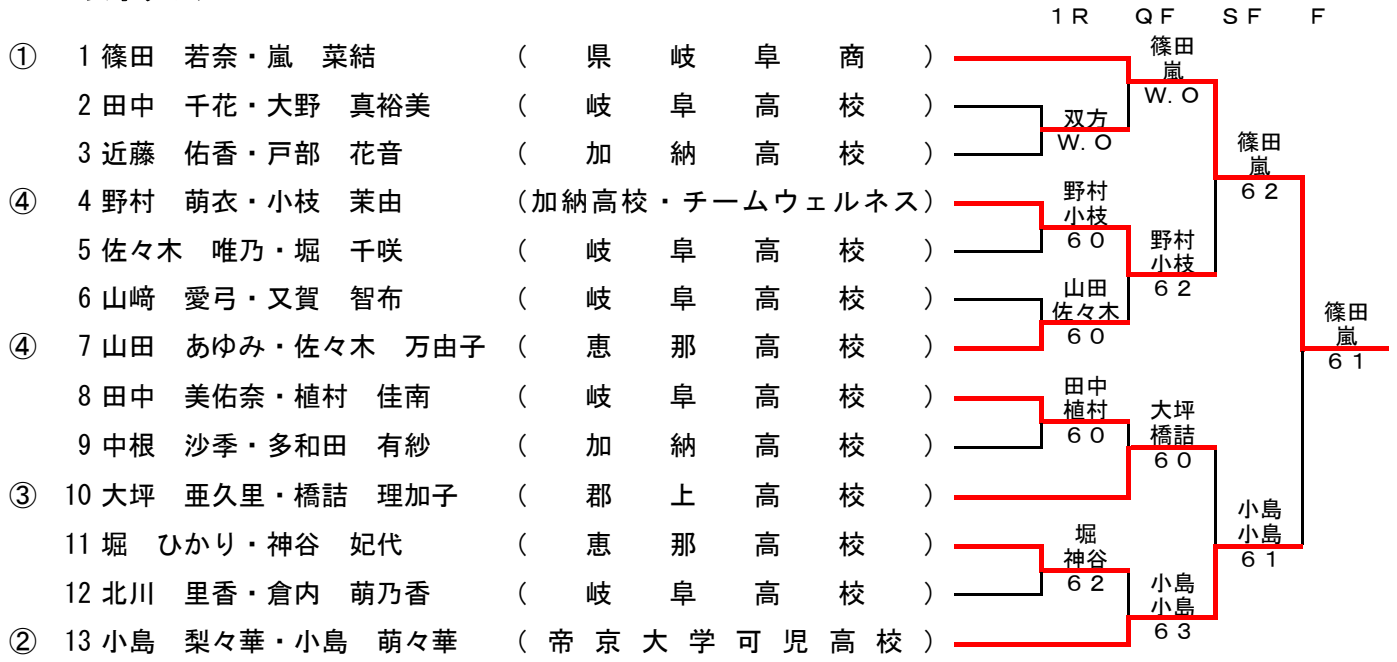 1R QF SF F
① 1 篠田 若奈・嵐 菜結 ( 県岐阜商 )
2 田中 千花・大野 真裕美 ( 岐阜高校 )
3 近藤 佑香・戸部 花音 ( 加納高校 )
④ 4 野村 萌衣・小枝 茉由 (加納高校・チームウェルネス)
5 佐々木 唯乃・堀 千咲 ( 岐阜高校 )
6 山﨑 愛弓・又賀 智布 ( 岐阜高校 )
④ 7 山田 あゆみ・佐々木 万由子 ( 恵那高校 )
8 田中 美佑奈・植村 佳南 ( 岐阜高校 )
9 中根 沙季・多和田 有紗 ( 加納高校 )
③ 10 大坪 亜久里・橋詰 理加子 ( 郡上高校 )
11 堀 ひかり・神谷 妃代 ( 恵那高校 )
12 北川 里香・倉内 萌乃香 ( 岐阜高校 )
② 13 小島 梨々華・小島 萌々華 ( 帝京大学可児高校 )
双方
W.O
野村
小枝
60
山田
佐々木
60
田中
植村
60
堀
神谷
62
篠田
嵐
W.O
野村
小枝
62
大坪
橋詰
60
小島
小島
63
篠田
嵐
62
小島
小島
61
篠田
嵐
61